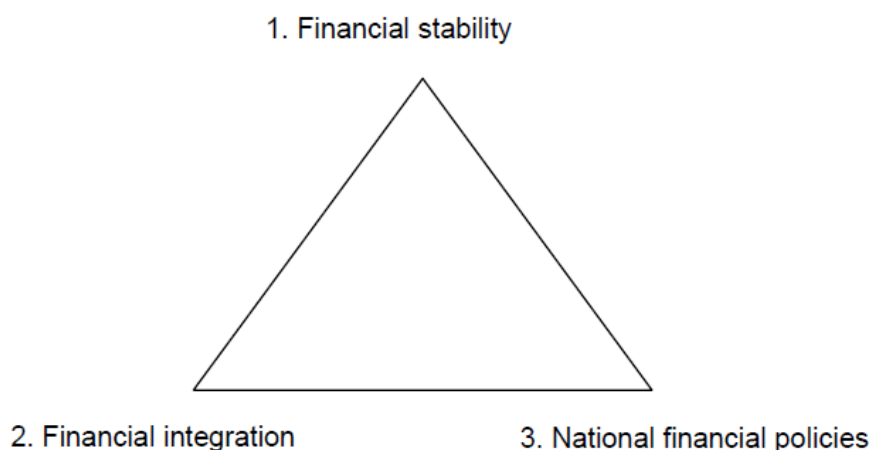 1. Financial stability
2. Financial integration
3. National financial policies